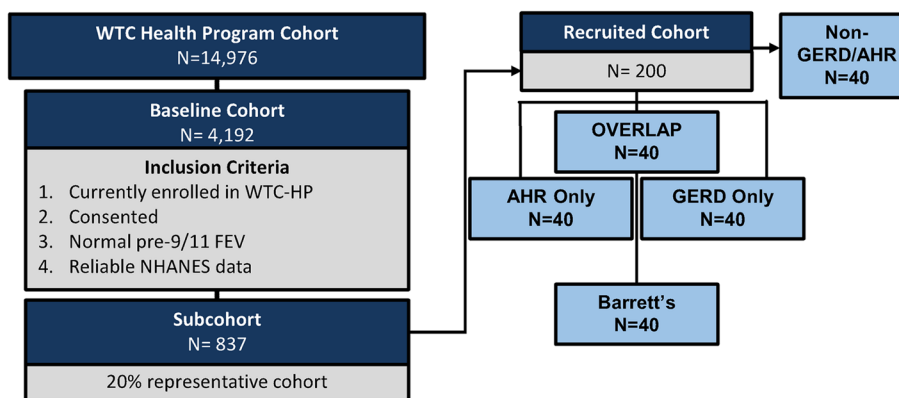 WTC Health Program Cohort
N=14,976
Baseline Cohort
N= 4,192
Inclusion Criteria
1. Currently enrolled in WTC-HP
2. Consented
3. Normal pre-9/11 FEV
4. Reliable NHANES data
Subcohort
N= 837
20% representative cohort
Recruited Cohort
N= 200
Non-
GERD/AHR
N=40
OVERLAP
N=40
AHR Only
N=40
GERD Only
N=40
Barrett’s
N=40